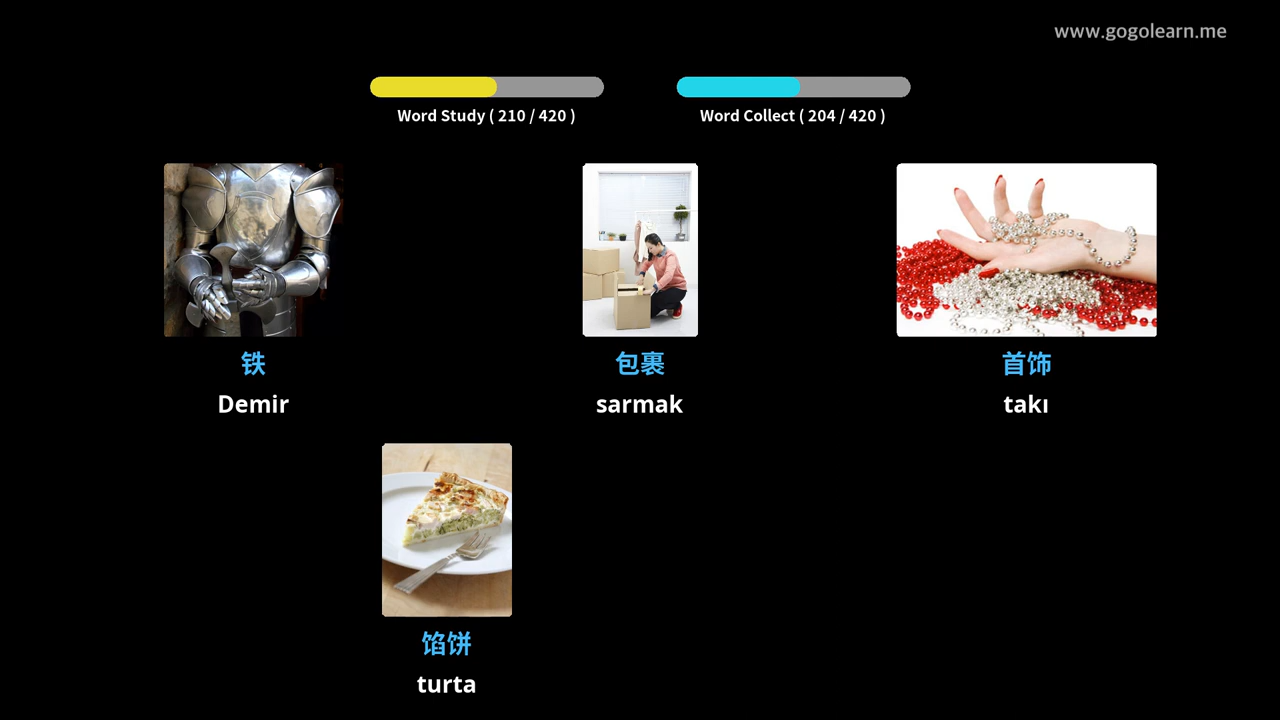 www.gogolearn.me
Word Study ( 210 / 420 )
Word Collect ( 204 / 420 )
铁
Demir
包裹
sarmak
首饰
takı
馅饼
turta